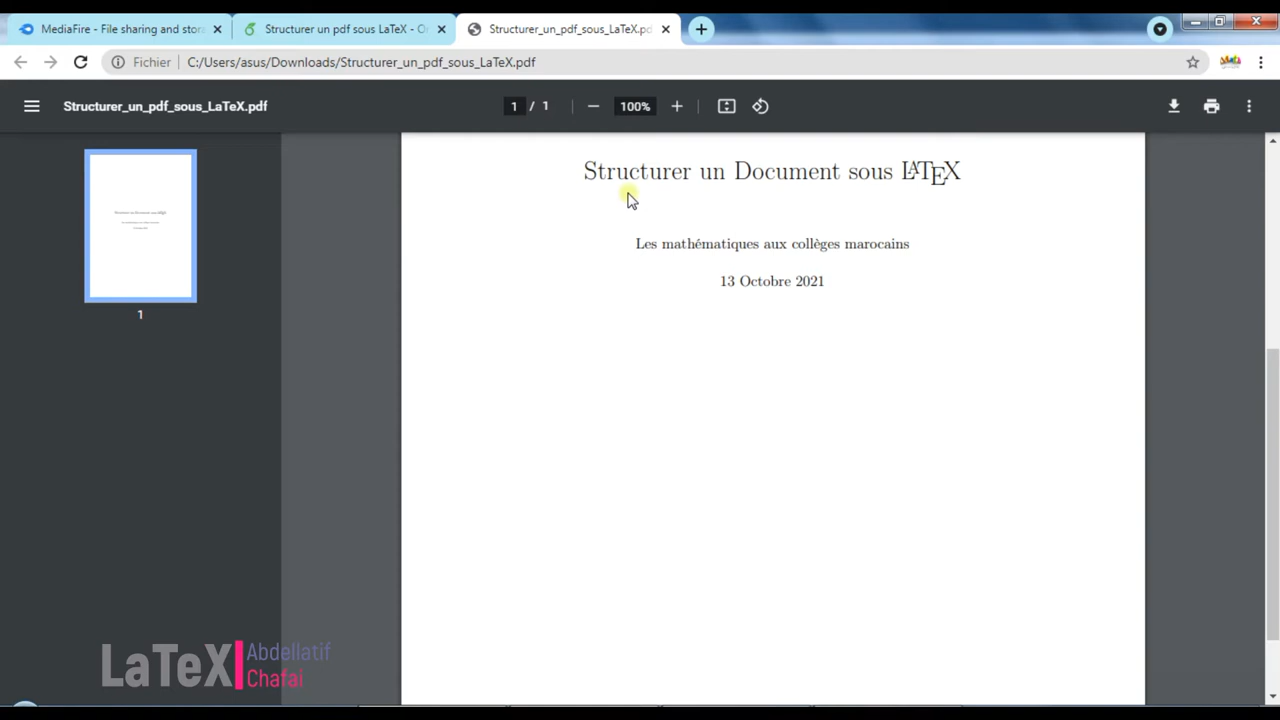 MediaFire - File sharing and stora
Structurer un pdf sous LaTeX - O
Structurer_un_pdf_sous_LaTeX.pd
Fichier
C:/Users/asus/Downloads/Structurer_un_pdf_sous_LaTeX.pdf
Structurer_un_pdf_sous_LaTeX.pdf
1 / 1
100%
Structurer un Document sous LATEX
Les mathématiques aux collèges marocains
13 Octobre 2021
1
LaTeX
Abdellatif
Chafai